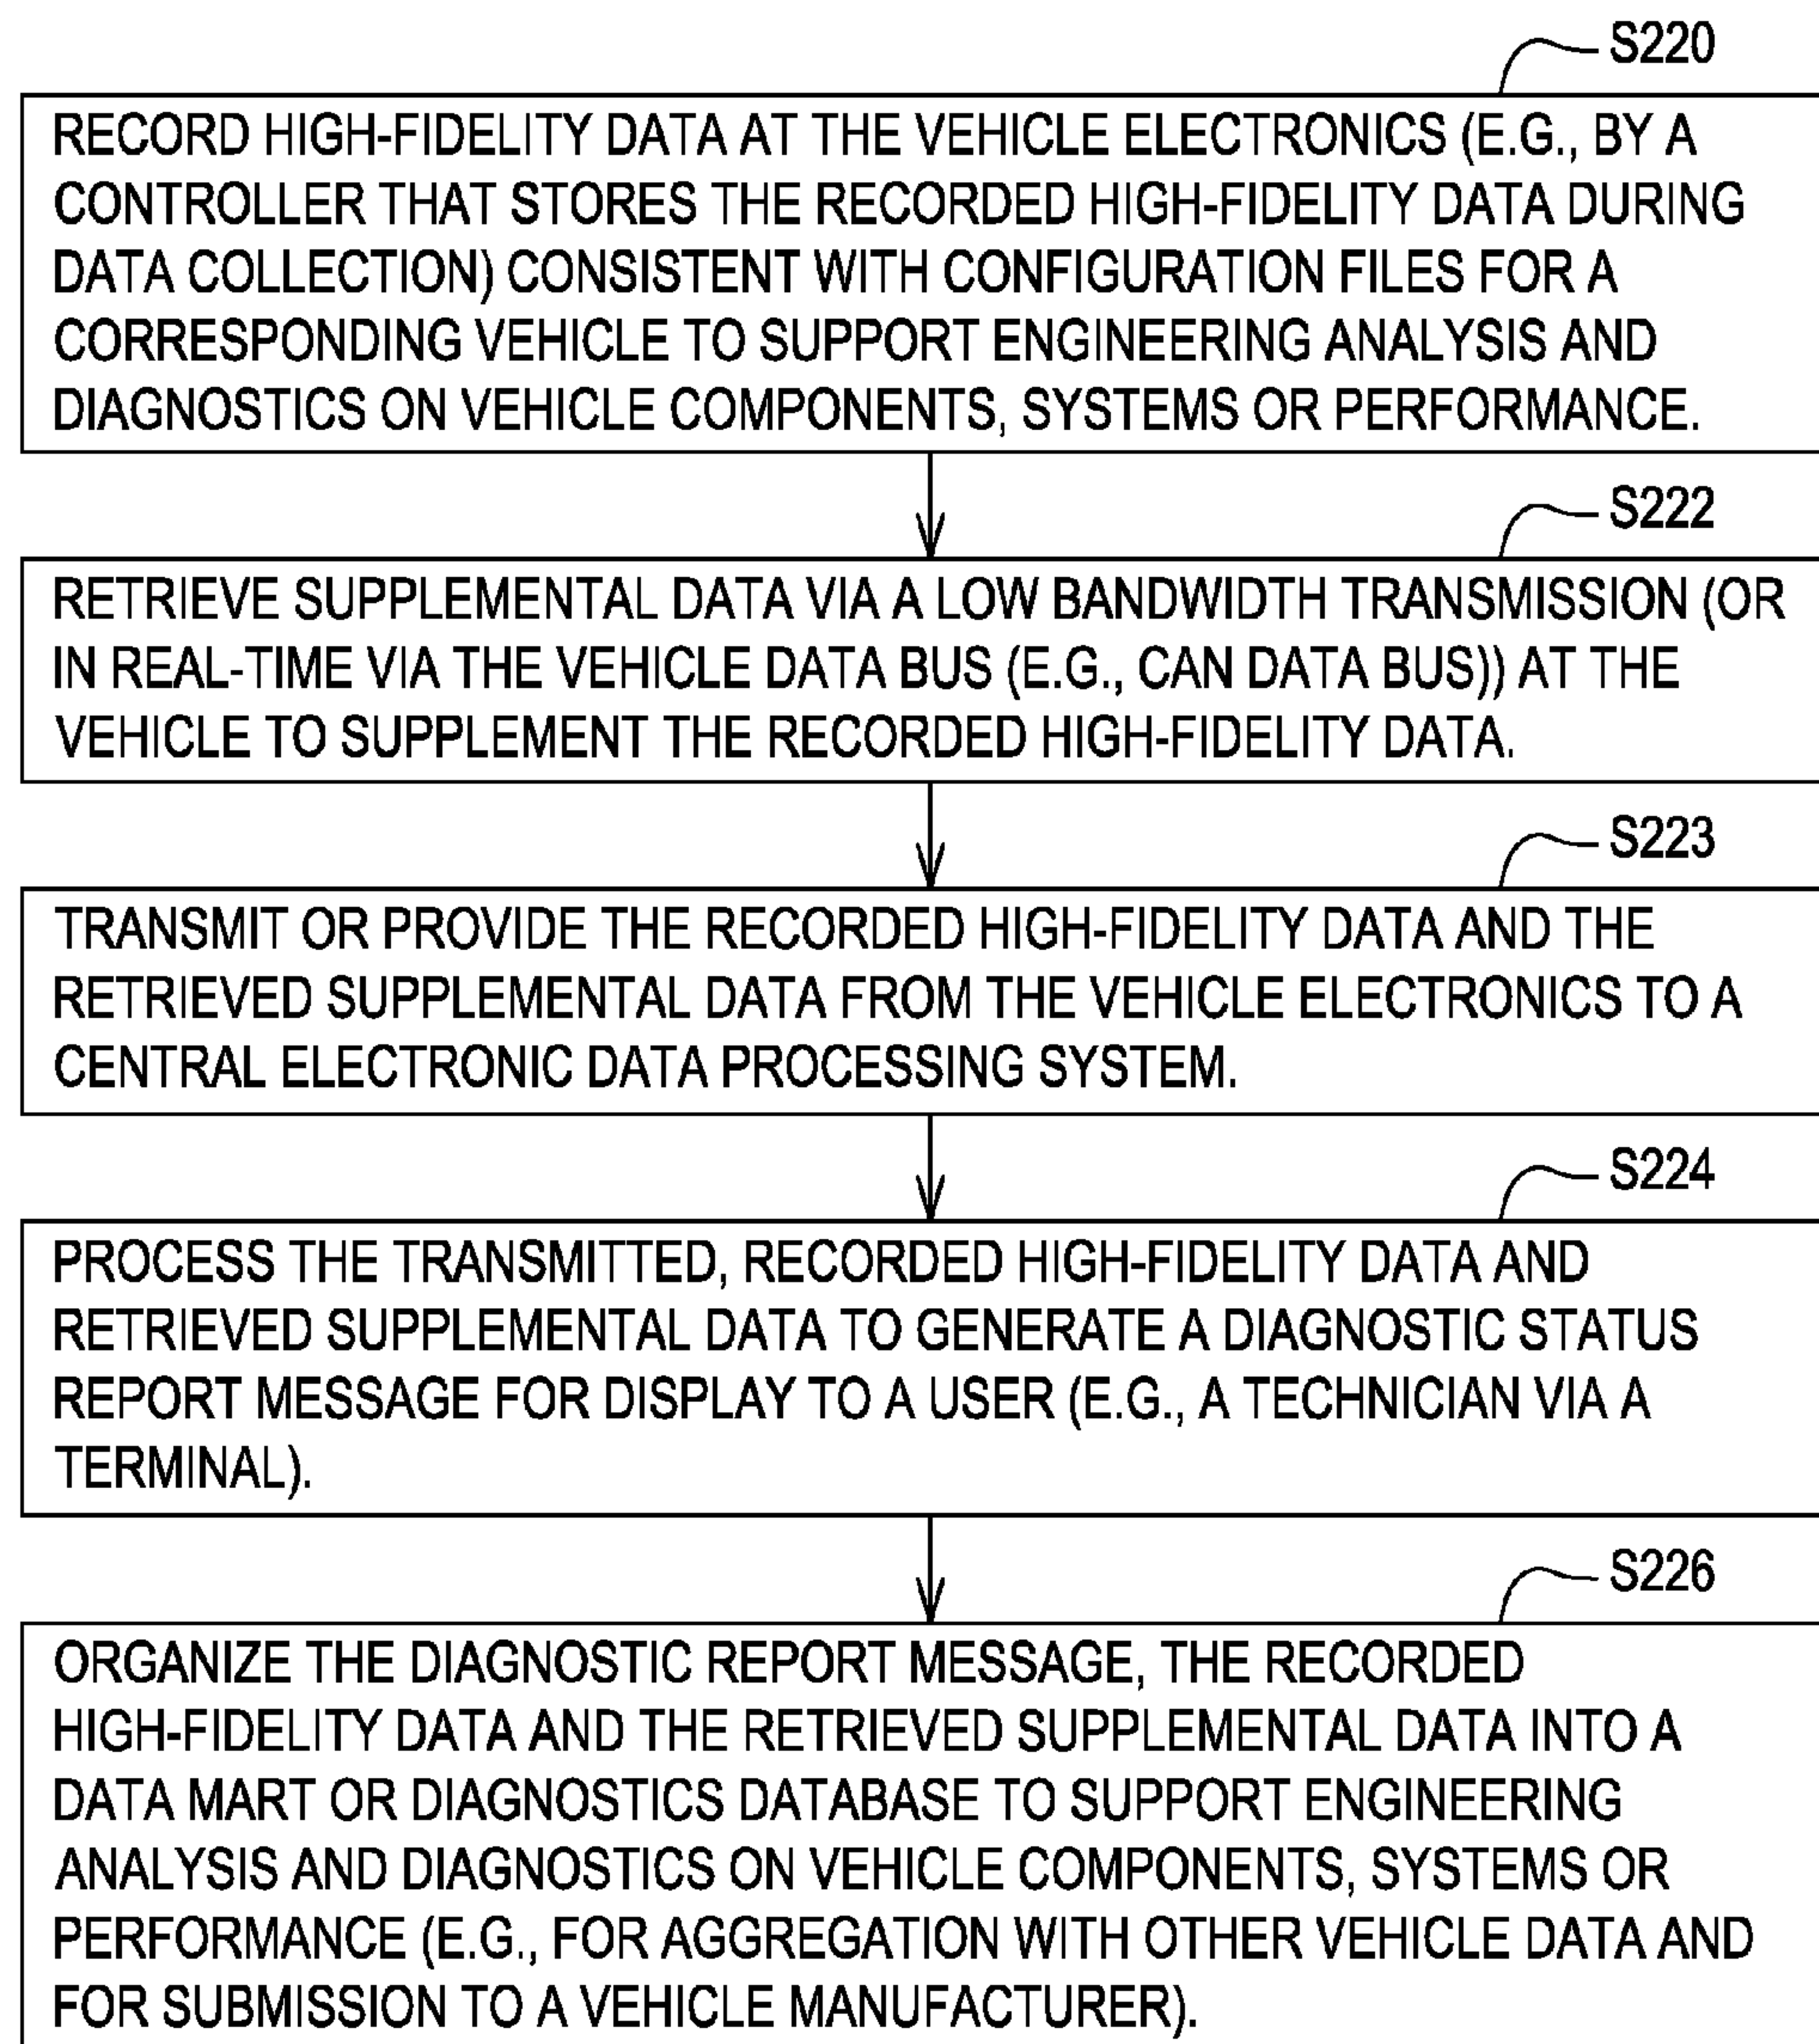 S220
RECORD HIGH-FIDELITY DATA AT THE VEHICLE ELECTRONICS (E.G., BY A
CONTROLLER THAT STORES THE RECORDED HIGH-FIDELITY DATA DURING
DATA COLLECTION) CONSISTENT WITH CONFIGURATION FILES FOR A
CORRESPONDING VEHICLE TO SUPPORT ENGINEERING ANALYSIS AND
DIAGNOSTICS ON VEHICLE COMPONENTS, SYSTEMS OR PERFORMANCE.
S222
RETRIEVE SUPPLEMENTAL DATA VIA A LOW BANDWIDTH TRANSMISSION (OR
IN REAL-TIME VIA THE VEHICLE DATA BUS (E.G., CAN DATA BUS)) AT THE
VEHICLE TO SUPPLEMENT THE RECORDED HIGH-FIDELITY DATA.
S223
TRANSMIT OR PROVIDE THE RECORDED HIGH-FIDELITY DATA AND THE
RETRIEVED SUPPLEMENTAL DATA FROM THE VEHICLE ELECTRONICS TO A
CENTRAL ELECTRONIC DATA PROCESSING SYSTEM.
S224
PROCESS THE TRANSMITTED, RECORDED HIGH-FIDELITY DATA AND
RETRIEVED SUPPLEMENTAL DATA TO GENERATE A DIAGNOSTIC STATUS
REPORT MESSAGE FOR DISPLAY TO A USER (E.G., A TECHNICIAN VIA A
TERMINAL).
S226
ORGANIZE THE DIAGNOSTIC REPORT MESSAGE, THE RECORDED
HIGH-FIDELITY DATA AND THE RETRIEVED SUPPLEMENTAL DATA INTO A
DATA MART OR DIAGNOSTICS DATABASE TO SUPPORT ENGINEERING
ANALYSIS AND DIAGNOSTICS ON VEHICLE COMPONENTS, SYSTEMS OR
PERFORMANCE (E.G., FOR AGGREGATION WITH OTHER VEHICLE DATA AND
FOR SUBMISSION TO A VEHICLE MANUFACTURER).